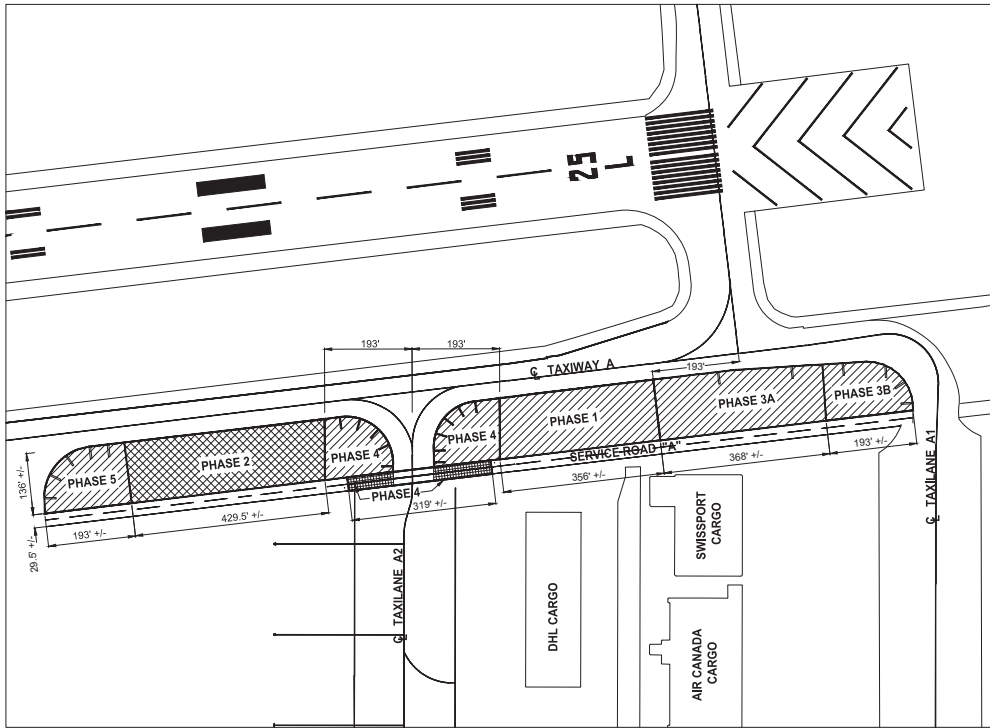 25
L
193'
193'
℄ TAXIWAY A
193'
PHASE 3A
PHASE 3B
PHASE 1
PHASE 4
PHASE 4
PHASE 2
PHASE 5
SERVICE ROAD "A"
193' +/-
368' +/-
356' +/-
PHASE 4
319' +/-
429.5' +/-
193' +/-
136' +/-
29.5' +/-
℄ TAXILANE A1
℄ TAXILANE A2
SWISSPORT
CARGO
DHL CARGO
AIR CANADA
CARGO